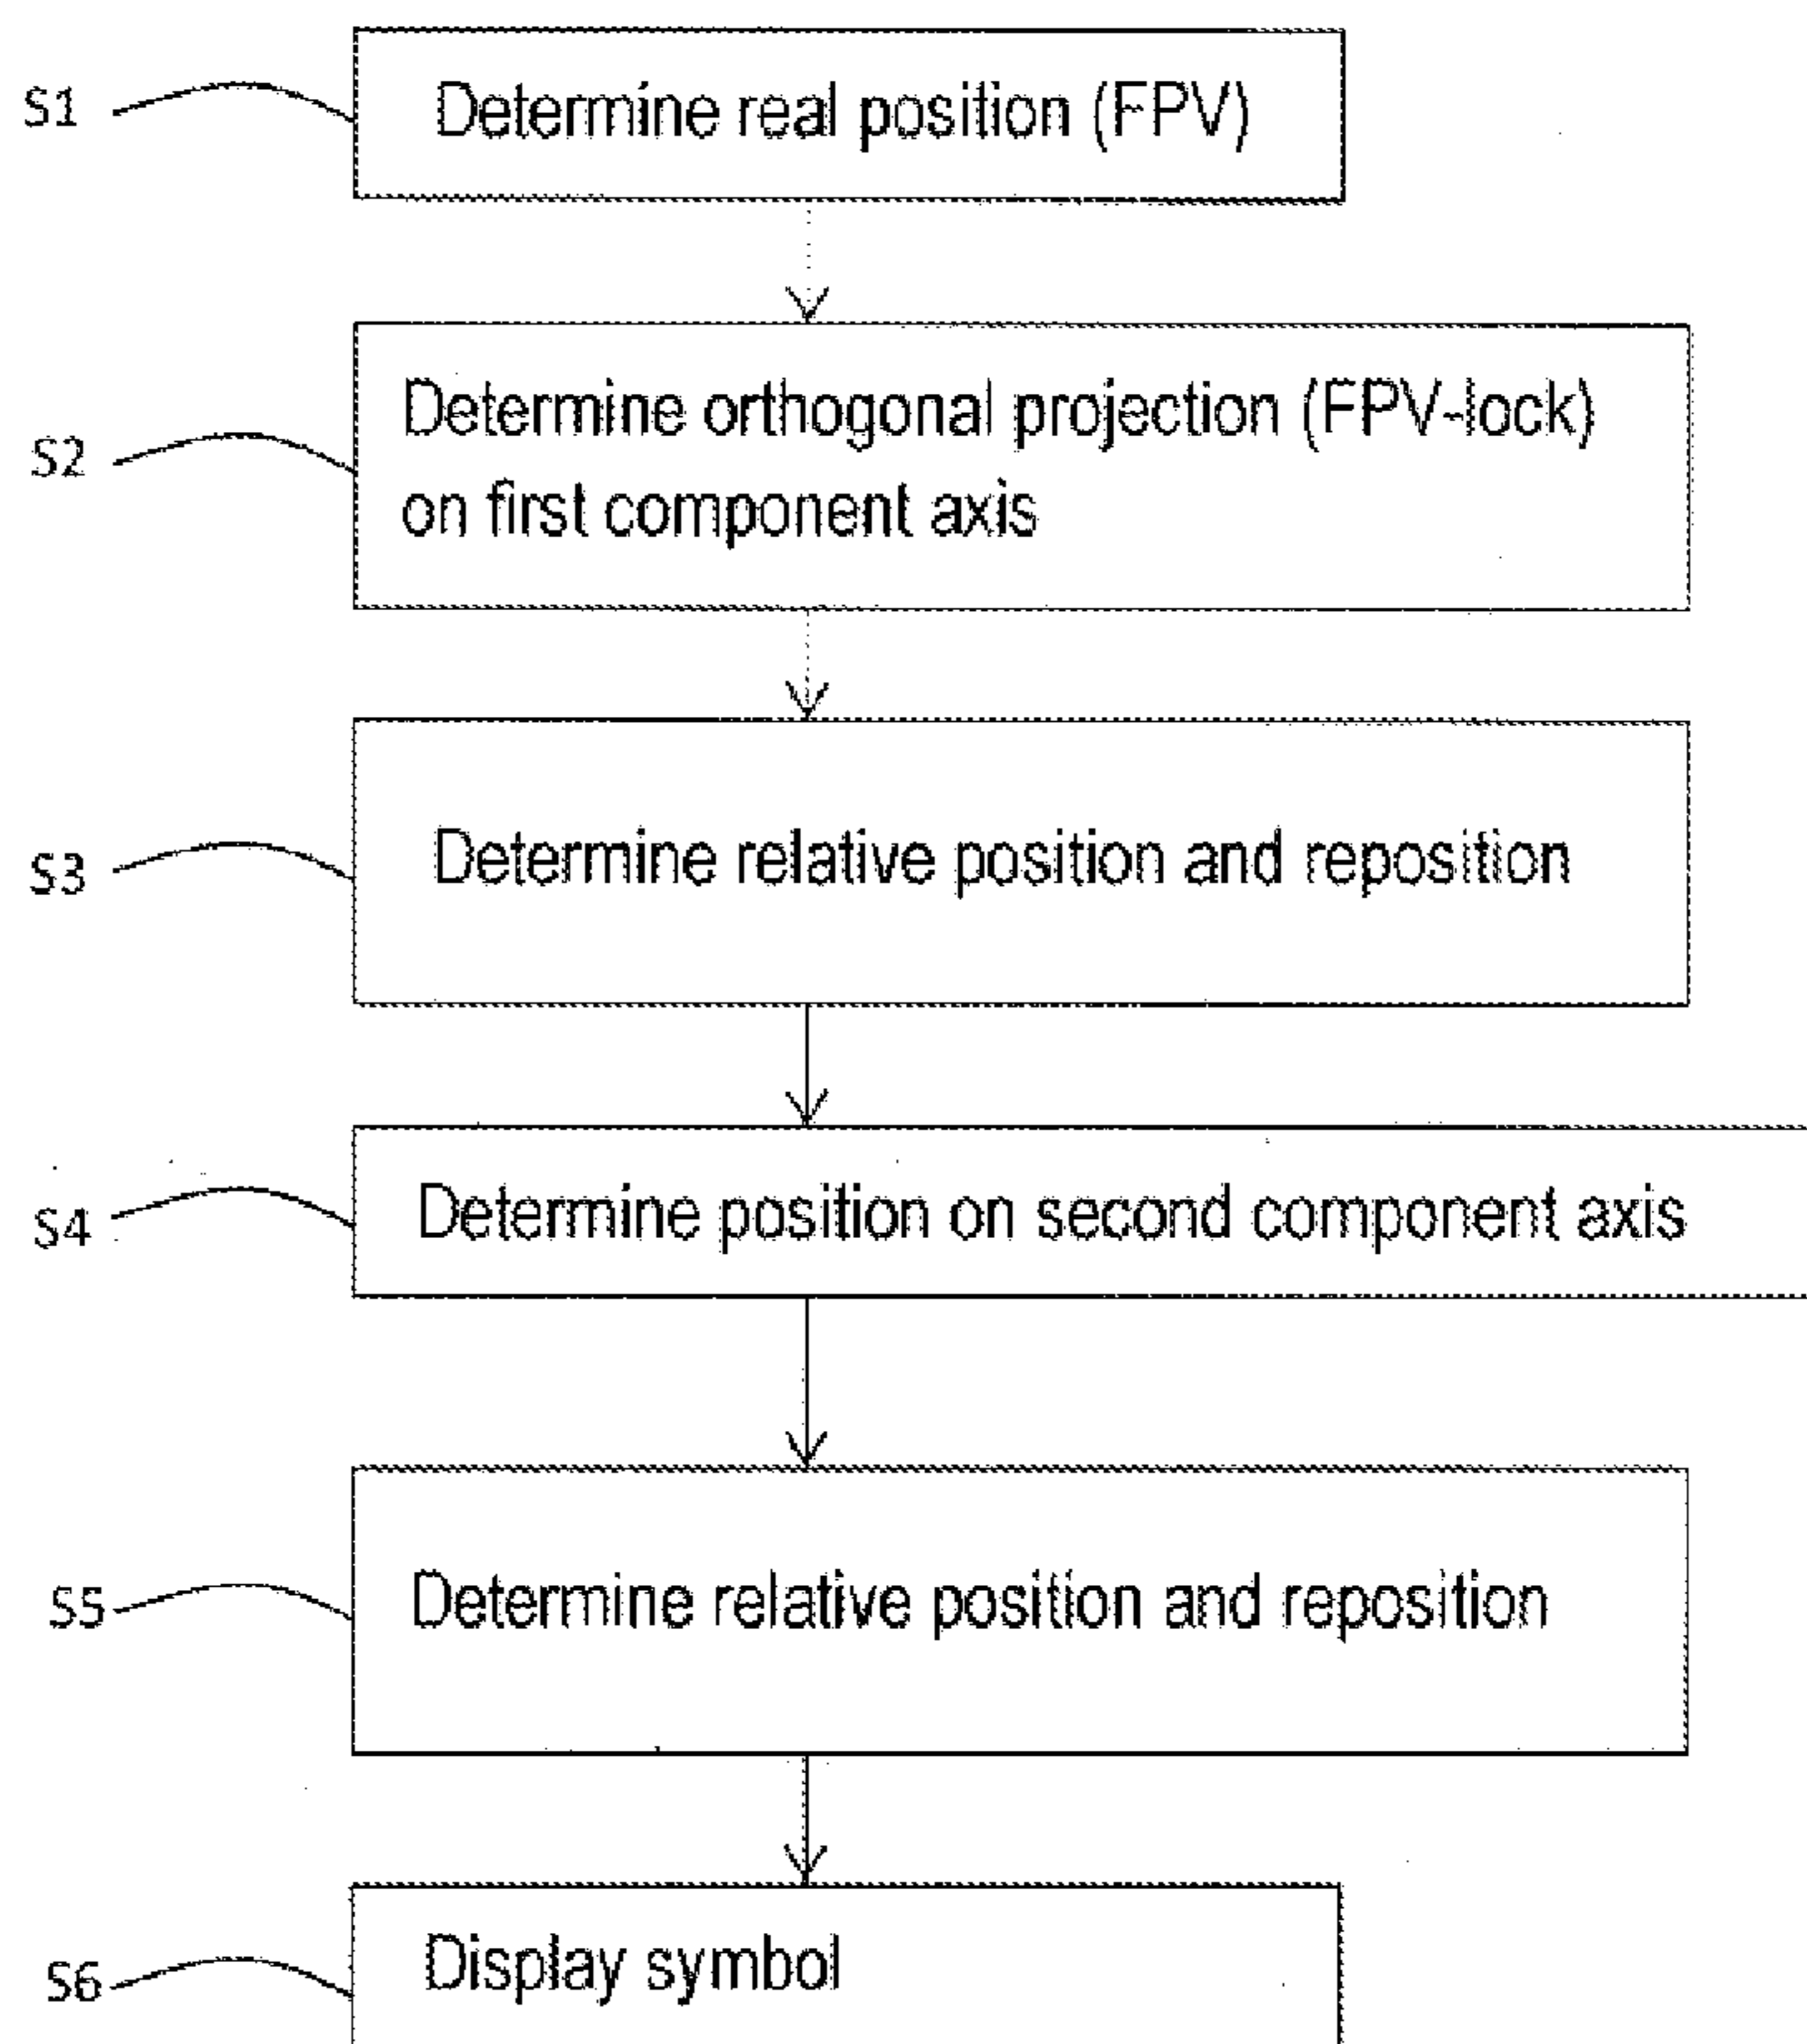 S1
Determine real position (FPV)
S2
Determine orthogonal projection (FPV-lock)
on first component axis
S3
Determine relative position and reposition
S4
Determine position on second component axis
S5
Determine relative position and reposition
S6
Display symbol